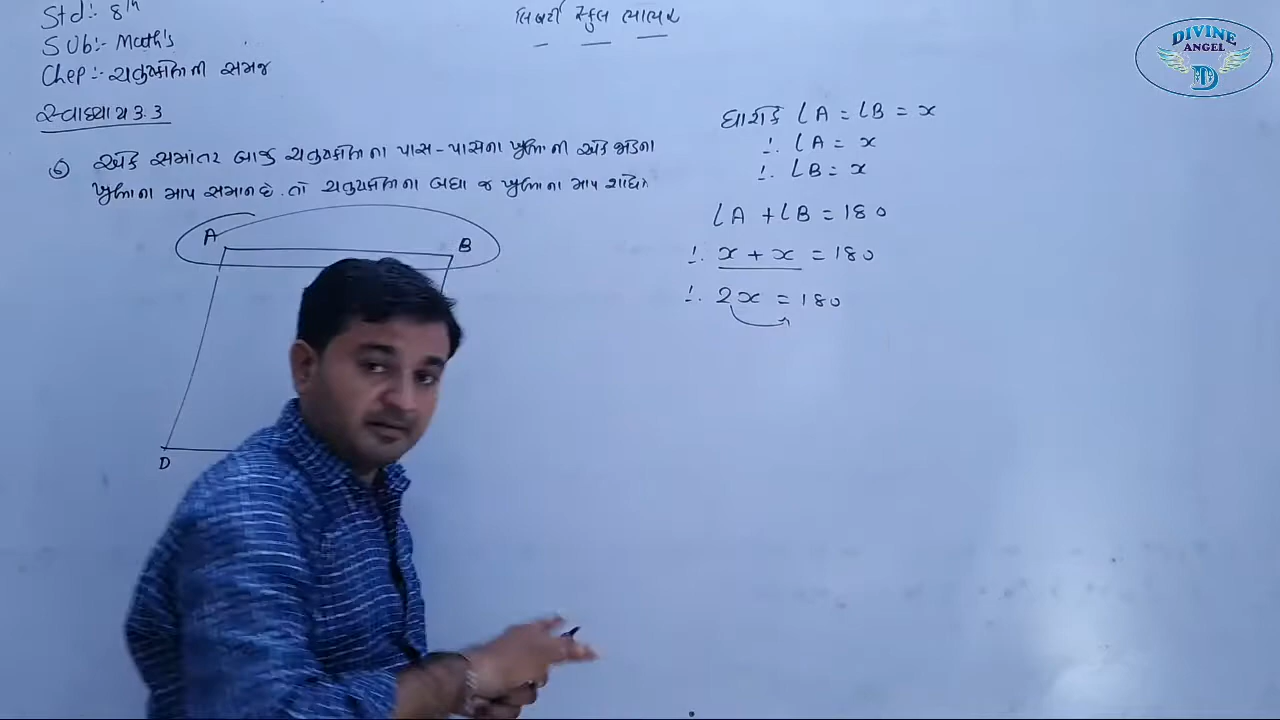 Std :- 8th
Sub:- Math's
Chep :- ચતુષ્કોણની સમજ
સ્વાધ્યાય 3.3
લિબર્ટી સ્કુલ ભાભર
DIVINE
ANGEL
D
૬ એક સમાંતર બાજુ ચતુષ્કોણના પાસ-પાસના ખૂણાની એક જોડના
ખૂણાના માપ સમાન છે. તો ચતુષ્કોણના બધા જ ખૂણાના માપ શોધો.
A
B
D
ધારોકે ∠A = ∠B = x
∴ ∠A = x
∴ ∠B = x
∠A + ∠B = 180
∴ x + x = 180
∴ 2x = 180